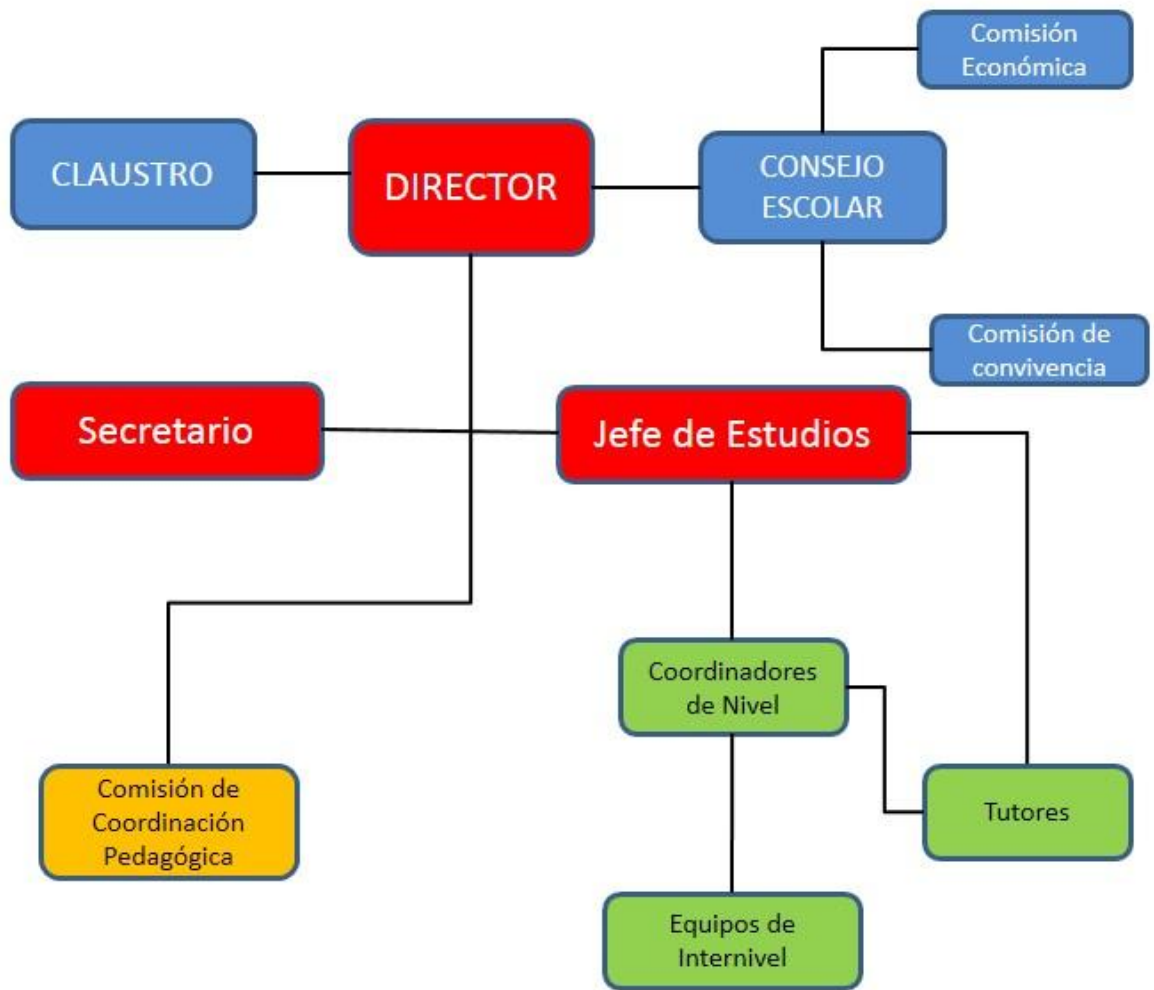 Comisión
Económica
CLAUSTRO
DIRECTOR
CONSEJO
ESCOLAR
Comisión de
convivencia
Secretario
Jefe de Estudios
Coordinadores
de Nivel
Comisión de
Coordinación
Pedagógica
Tutores
Equipos de
Internivel